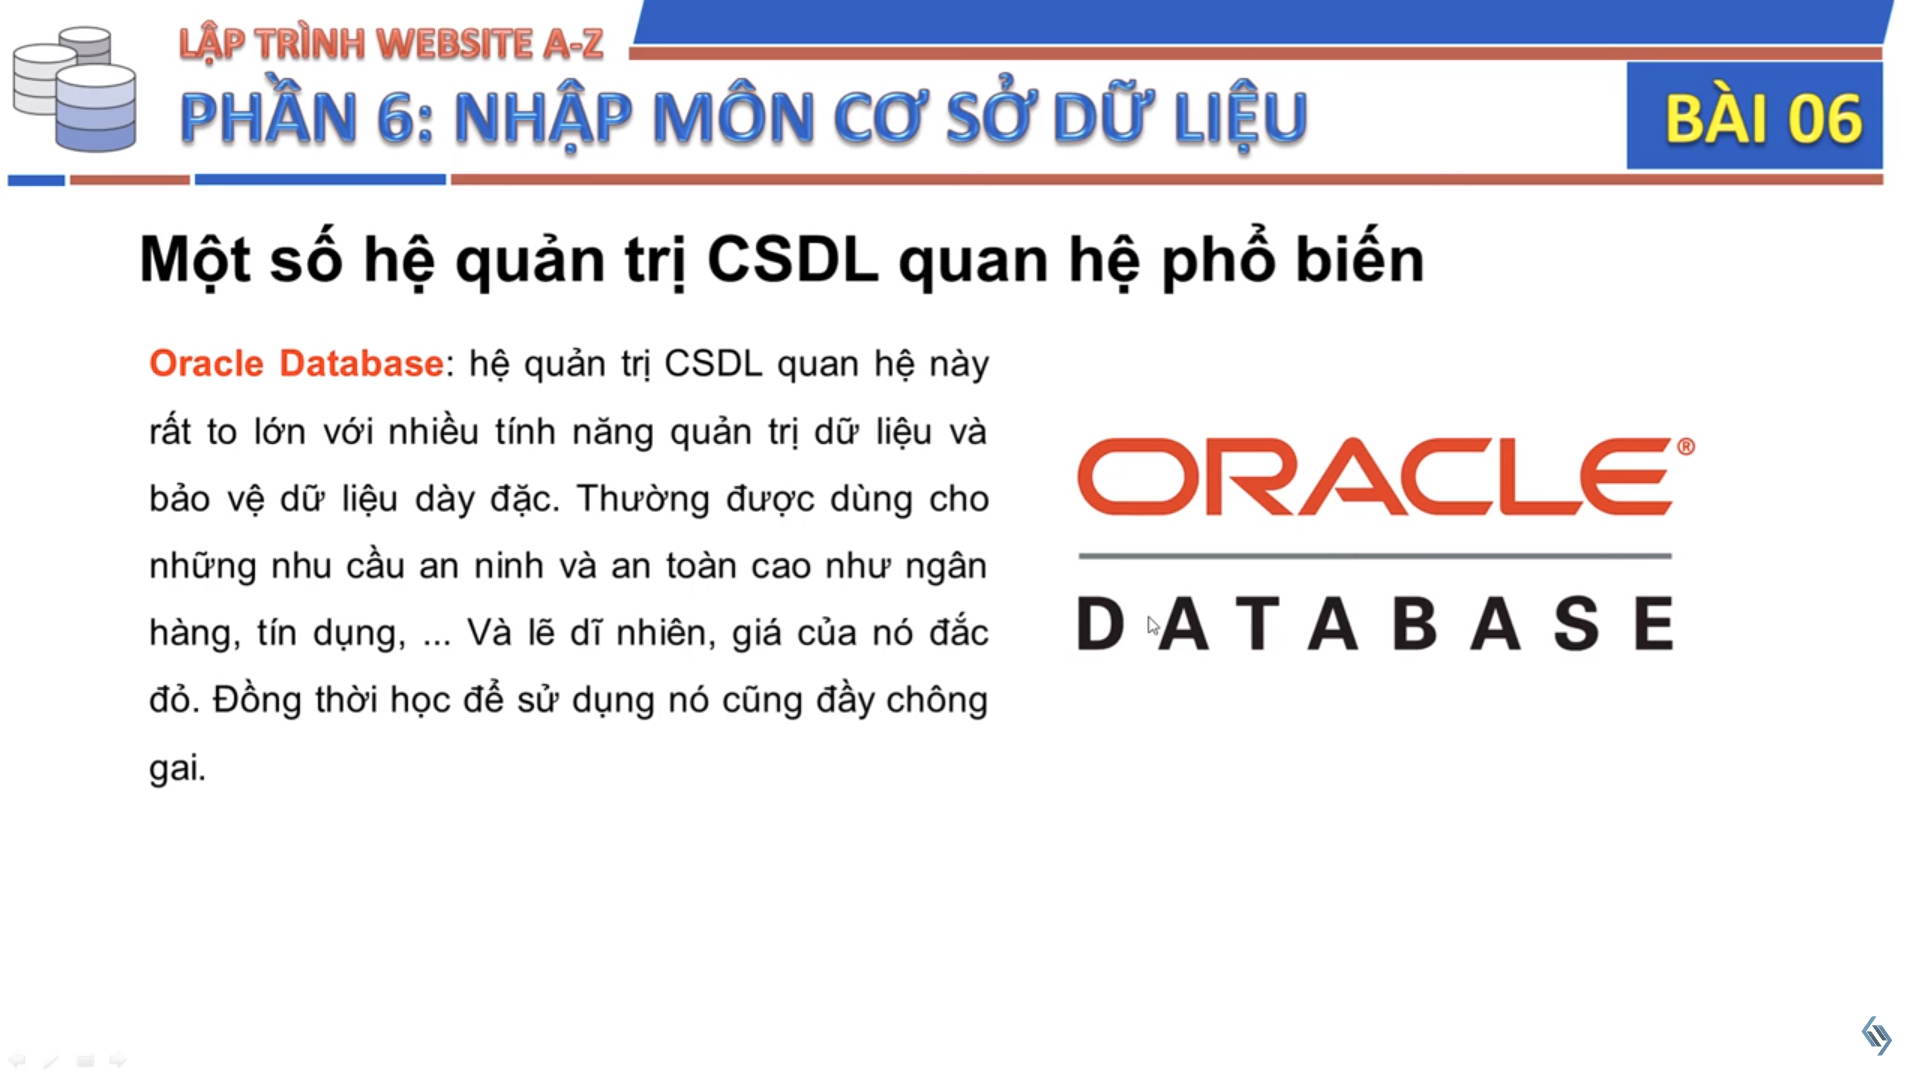 LẬP TRÌNH WEBSITE A-Z
PHẦN 6: NHẬP MÔN CƠ SỞ DỮ LIỆU
BÀI 06
Một số hệ quản trị CSDL quan hệ phổ biến
Oracle Database: hệ quản trị CSDL quan hệ này
rất to lớn với nhiều tính năng quản trị dữ liệu và
bảo vệ dữ liệu dày đặc. Thường được dùng cho
những nhu cầu an ninh và an toàn cao như ngân
hàng, tín dụng, ... Và lẽ dĩ nhiên, giá của nó đắc
đỏ. Đồng thời học để sử dụng nó cũng đầy chông
gai.
ORACLE®
DATABASE